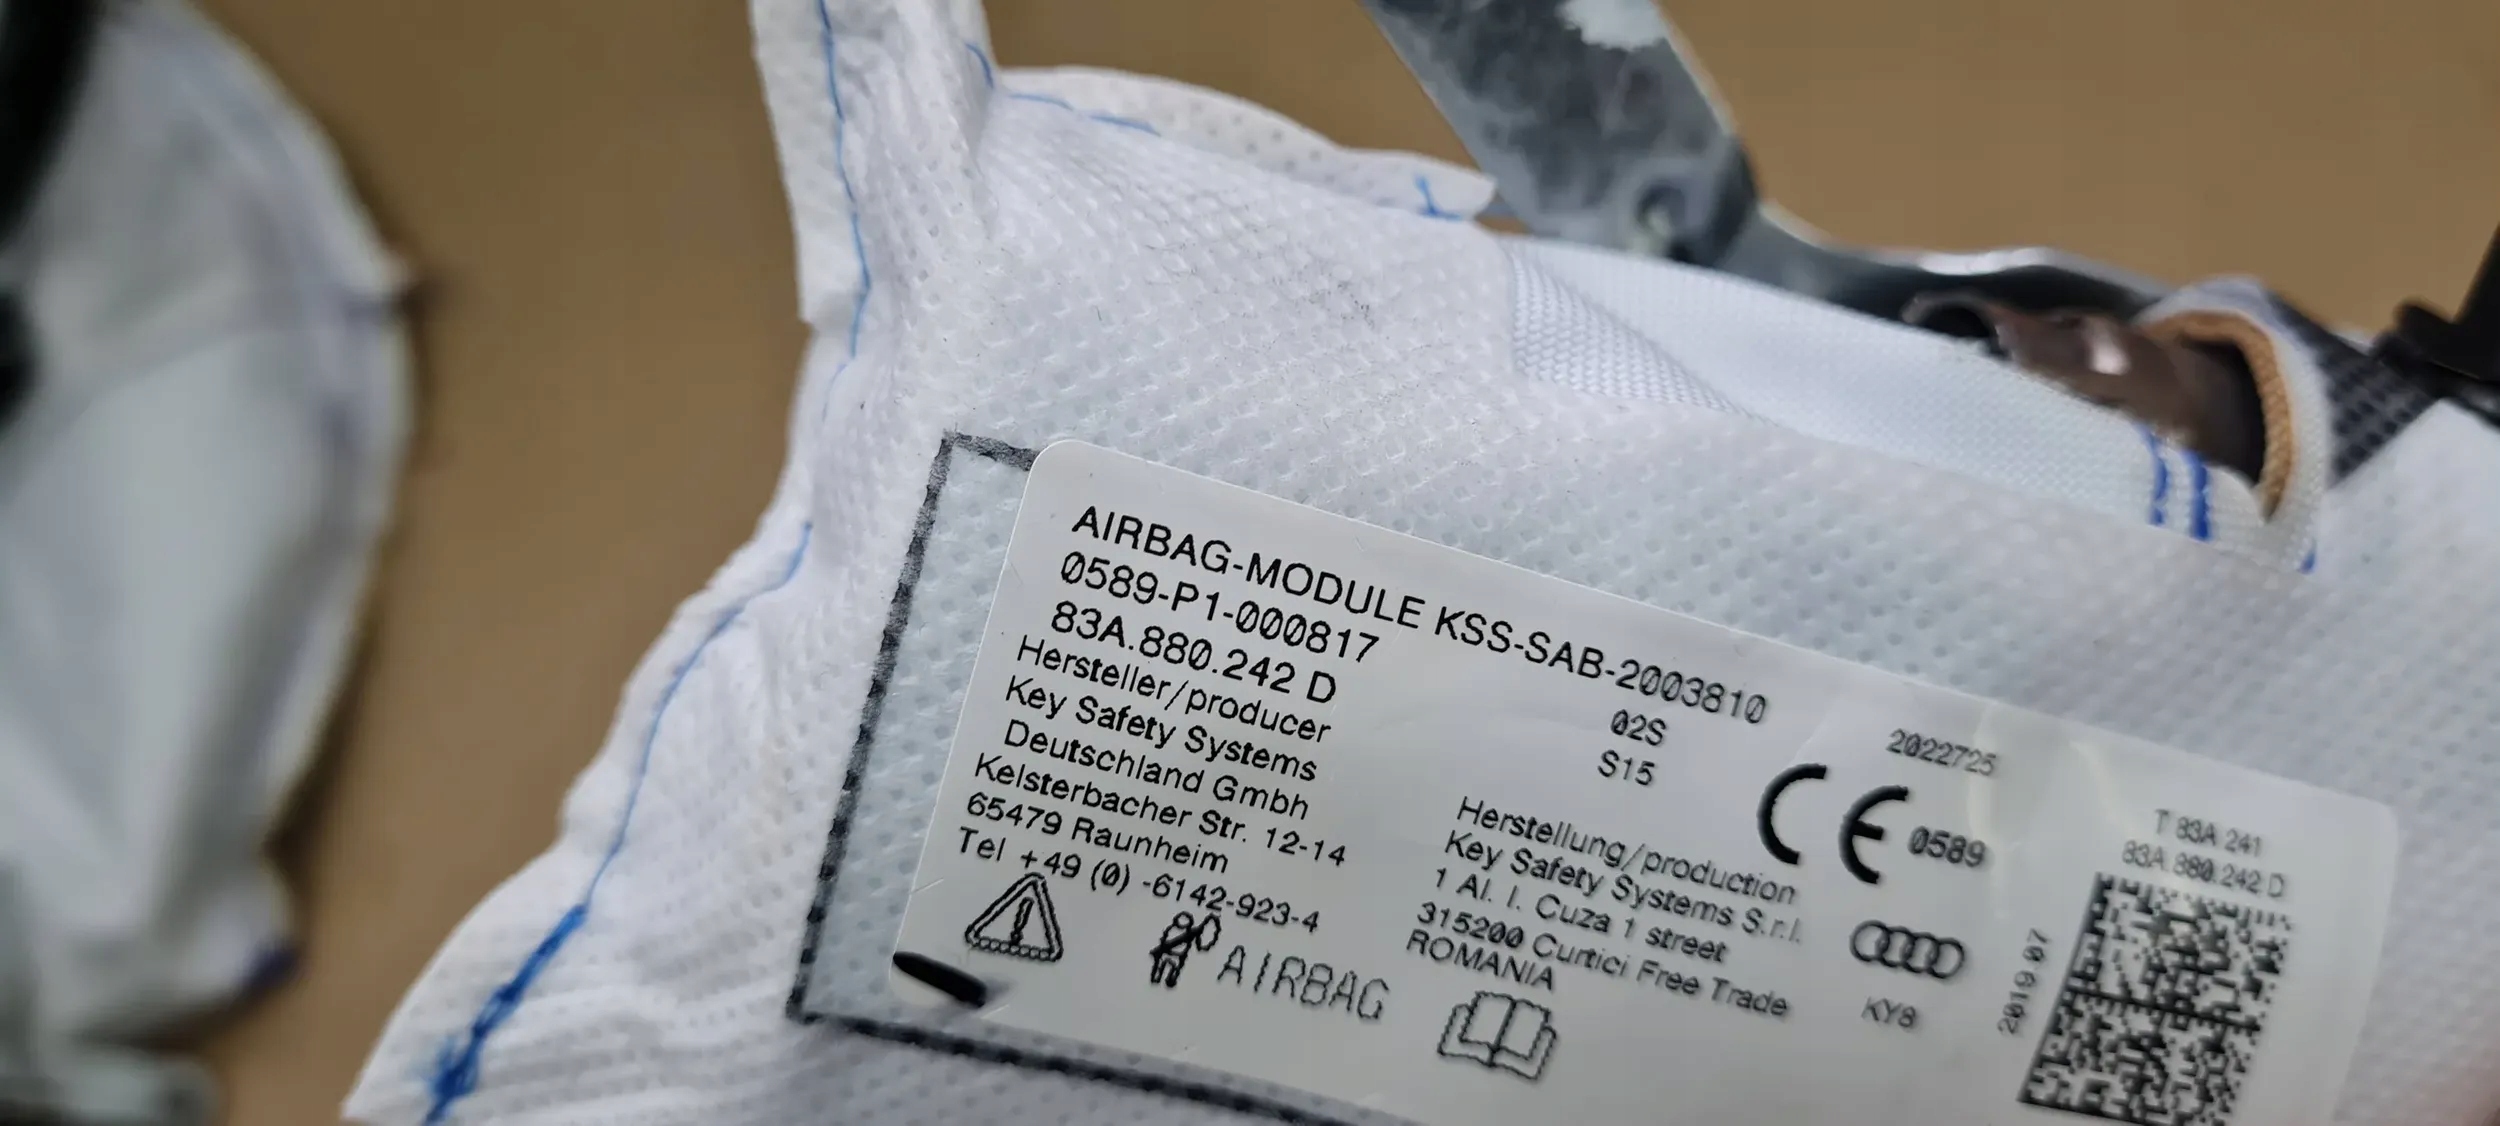 AIRBAG-MODULE KSS-SAB-2003810
0589-P1-000817
83A.880.242 D
Hersteller/producer
Key Safety Systems
Deutschland Gmbh
Kelsterbacher Str. 12-14
65479 Raunheim
Tel +49 (0) -6142-923-4
AIRBAG
02S
S15
Herstellung/production
Key Safety Systems S.r.l.
1 Al. I. Cuza 1 street
315200 Curtici Free Trade
ROMANIA
2022725
CE 0589
KY8
T 83A 241
83A.880.242 D
2019 07